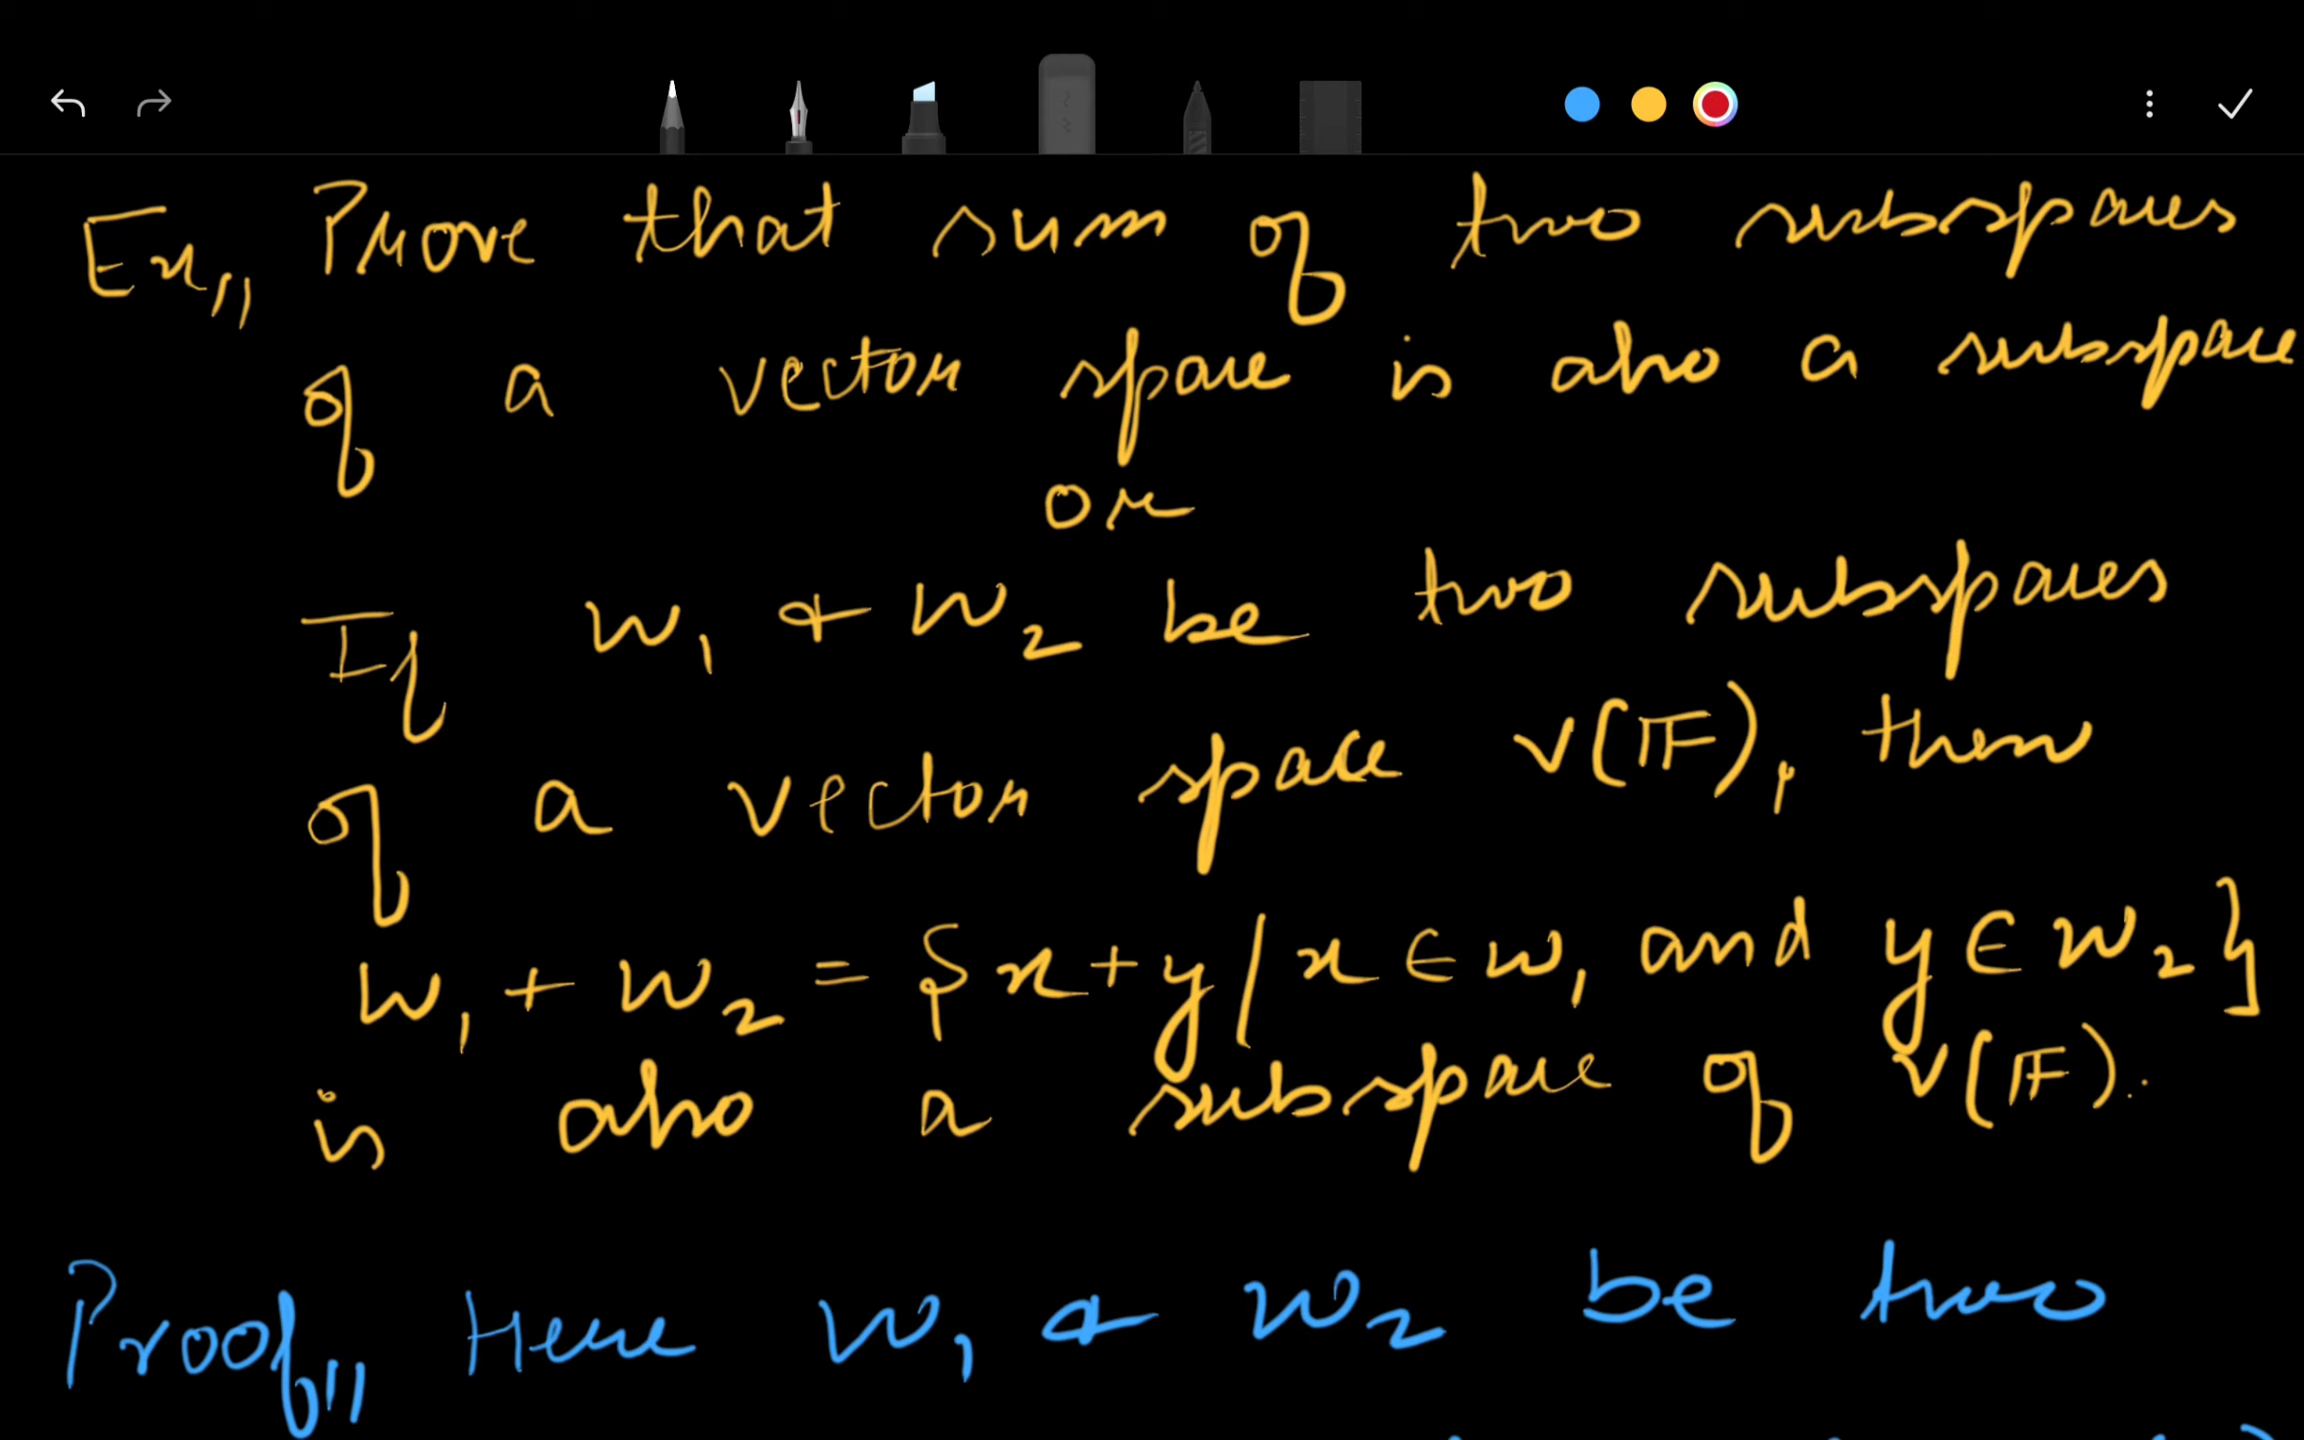 Ex,, Prove that sum of two subspaces
of a vector space is also a subspace
or
If W₁ & W₂ be two subspaces
of a vector space V(𝔽), then
W₁ + W₂ = {x+y / x ∈ W₁ and y ∈ W₂}
is also a subspace of V(𝔽).
Proof,, Here W₁ & W₂ be two